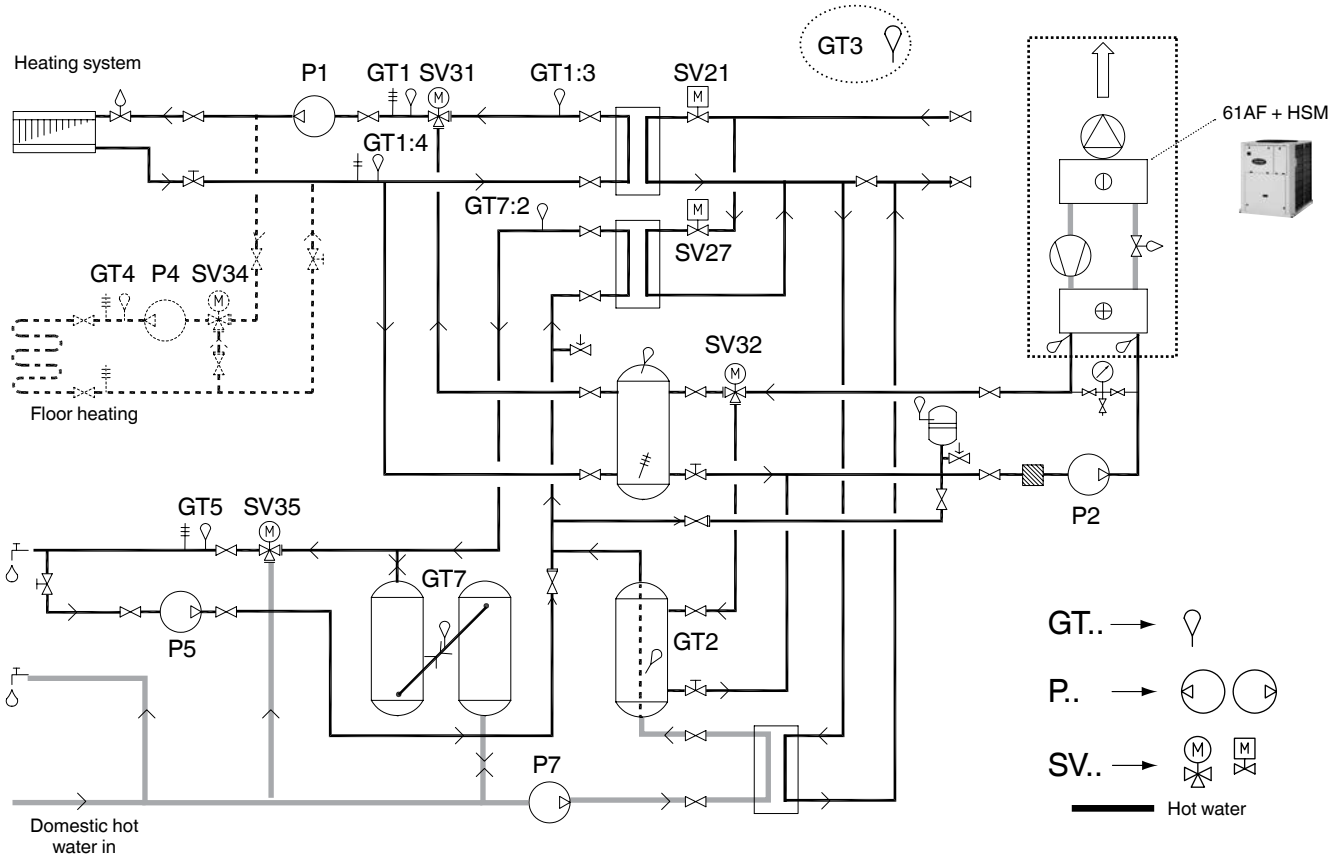 GT3
Heating system
P1
GT1
SV31
GT1:3
SV21
M
M
61AF + HSM
GT1:4
GT7:2
M
SV27
GT4
P4
SV34
M
SV32
M
Floor heating
P2
GT5
SV35
M
GT7
GT2
P5
GT..
P..
P7
SV..
M
M
Hot water
Domestic hot
water in